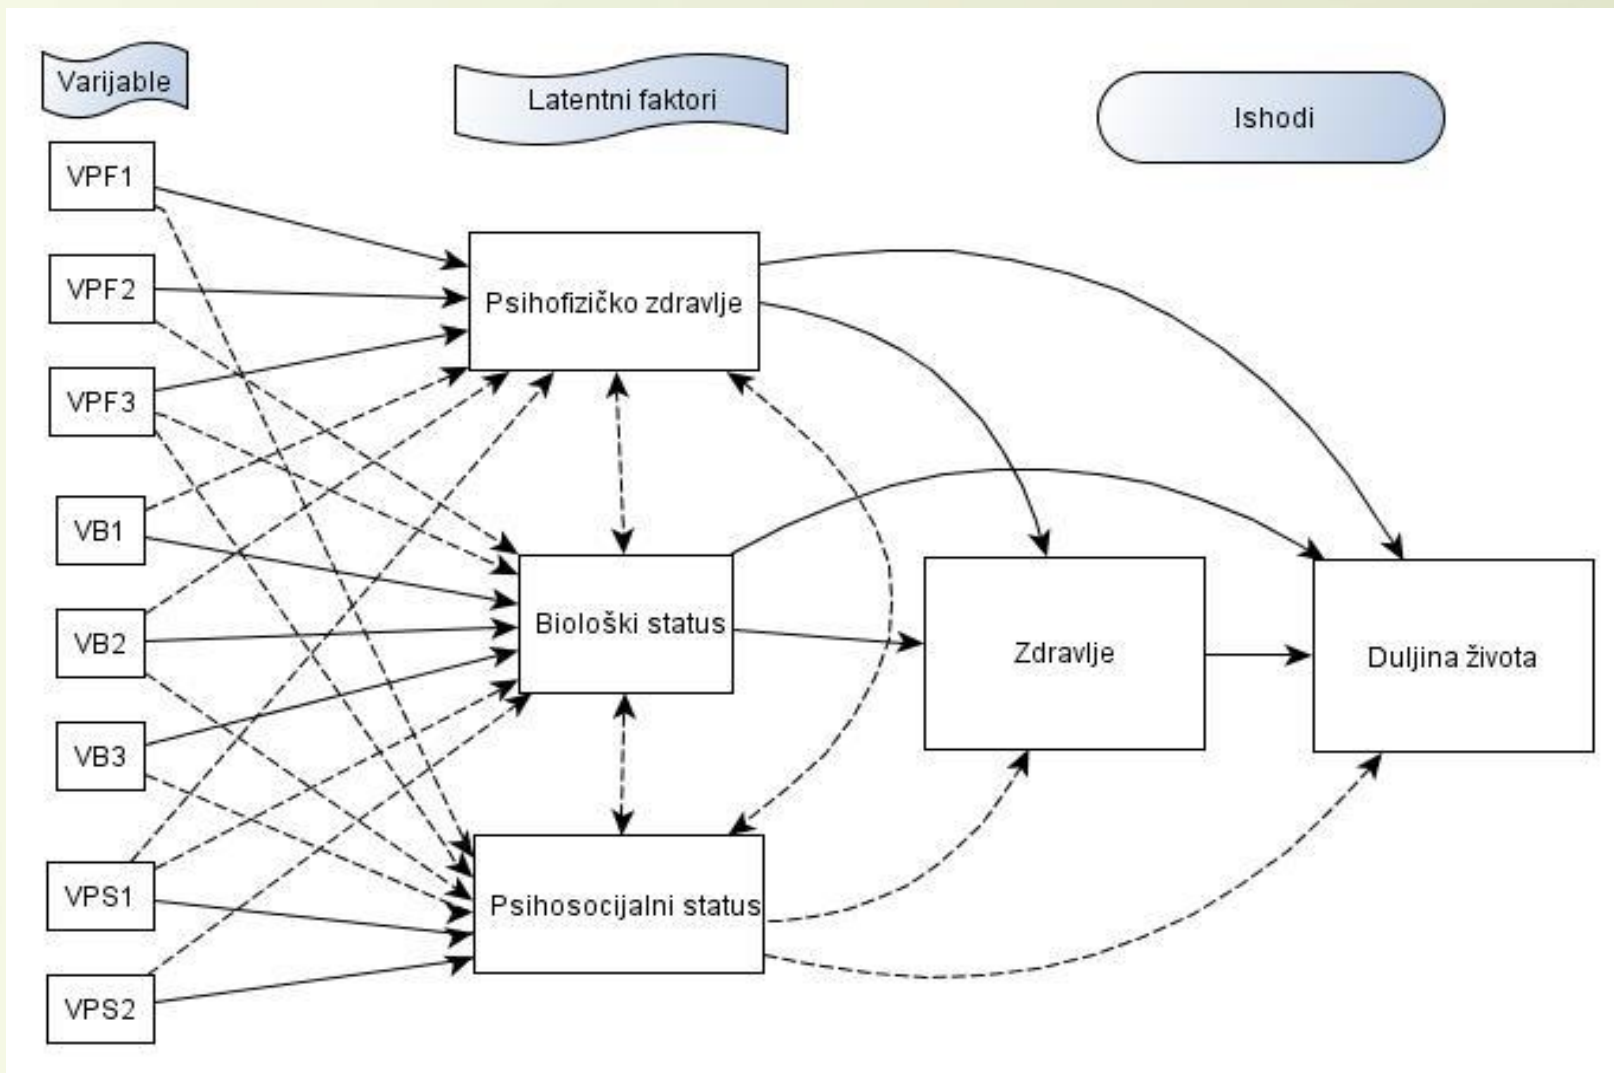 Varijable
Latentni faktori
Ishodi
VPF1
VPF2
VPF3
VB1
VB2
VB3
VPS1
VPS2
Psihofizičko zdravlje
Biološki status
Psihosocijalni status
Zdravlje
Duljina života